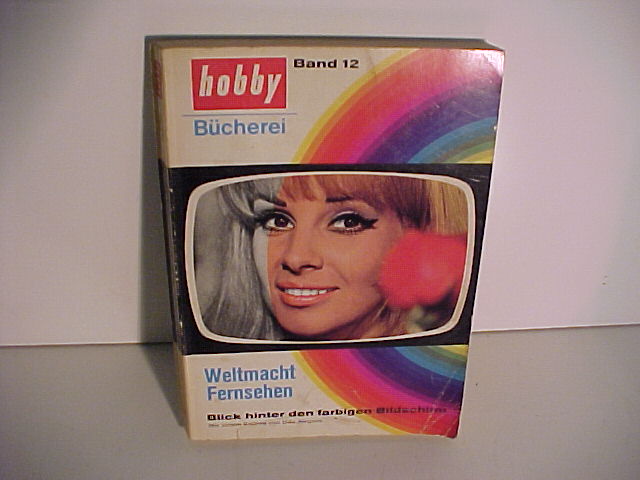 hobby
Band 12
Bücherei
Weltmacht
Fernsehen
Blick hinter den farbigen Bildschirm